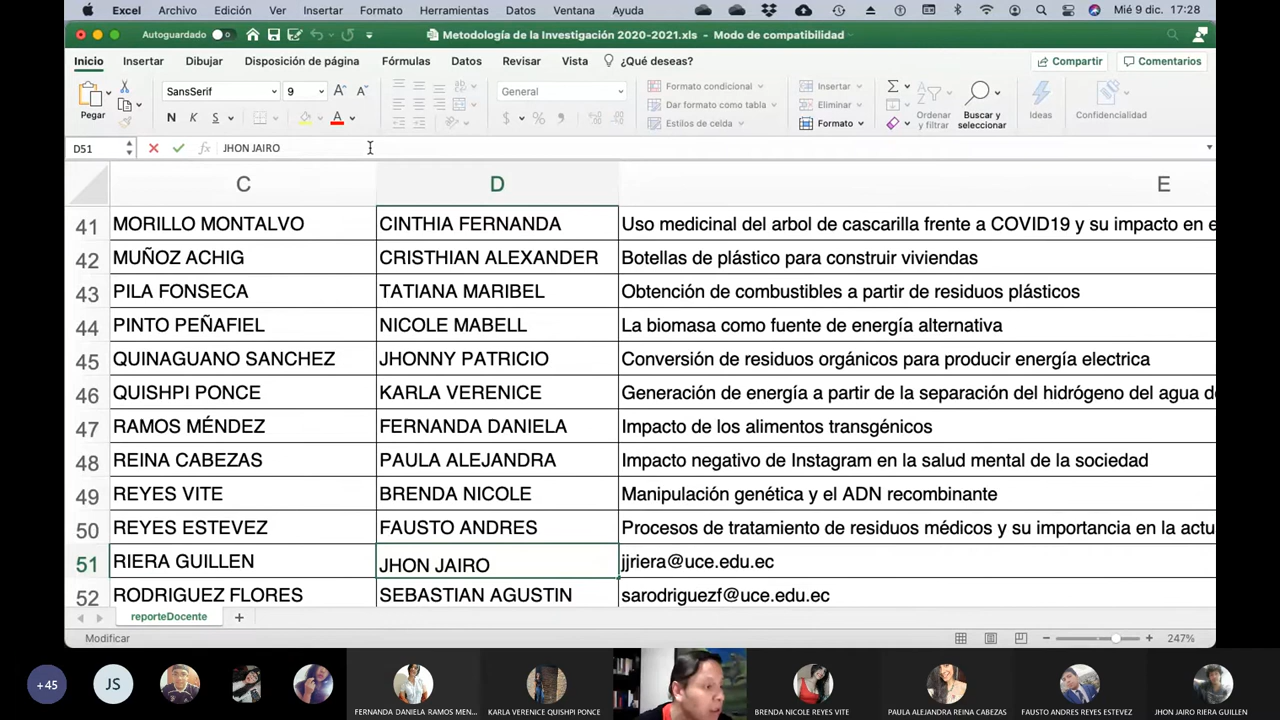 Excel Archivo Edición Ver Insertar Formato Herramientas Datos Ventana Ayuda Mié 9 dic. 17:28
Autoguardado Metodología de la Investigación 2020-2021.xls - Modo de compatibilidad
Inicio Insertar Dibujar Disposición de página Fórmulas Datos Revisar Vista ¿Qué deseas? Compartir Comentarios
Pegar
SansSerif 9
N K S
General
Formato condicional
Dar formato como tabla
Estilos de celda
Insertar
Eliminar
Formato
Ordenar y filtrar
Buscar y seleccionar
Ideas
Confidencialidad
D51 fx JHON JAIRO
C D E
41 MORILLO MONTALVO CINTHIA FERNANDA Uso medicinal del arbol de cascarilla frente a COVID19 y su impacto en e
42 MUÑOZ ACHIG CRISTHIAN ALEXANDER Botellas de plástico para construir viviendas
43 PILA FONSECA TATIANA MARIBEL Obtención de combustibles a partir de residuos plásticos
44 PINTO PEÑAFIEL NICOLE MABELL La biomasa como fuente de energía alternativa
45 QUINAGUANO SANCHEZ JHONNY PATRICIO Conversión de residuos orgánicos para producir energía electrica
46 QUISHPI PONCE KARLA VERENICE Generación de energía a partir de la separación del hidrógeno del agua de
47 RAMOS MÉNDEZ FERNANDA DANIELA Impacto de los alimentos transgénicos
48 REINA CABEZAS PAULA ALEJANDRA Impacto negativo de Instagram en la salud mental de la sociedad
49 REYES VITE BRENDA NICOLE Manipulación genética y el ADN recombinante
50 REYES ESTEVEZ FAUSTO ANDRES Procesos de tratamiento de residuos médicos y su importancia en la actu
51 RIERA GUILLEN JHON JAIRO jjriera@uce.edu.ec
52 RODRIGUEZ FLORES SEBASTIAN AGUSTIN sarodriguezf@uce.edu.ec
reporteDocente
Modificar 247%
+45 JS
FERNANDA DANIELA RAMOS MEN... KARLA VERENICE QUISHPI PONCE BRENDA NICOLE REYES VITE PAULA ALEJANDRA REINA CABEZAS FAUSTO ANDRES REYES ESTEVEZ JHON JAIRO RIERA GUILLEN